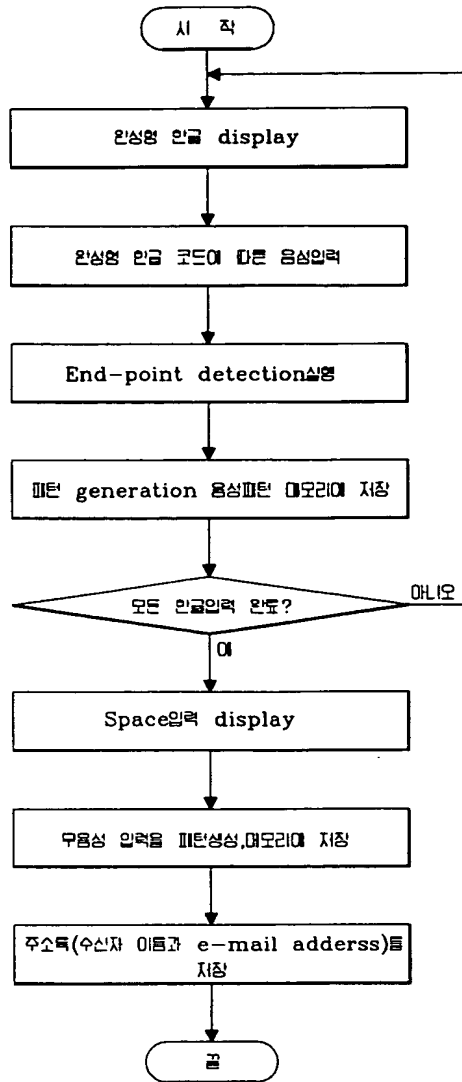 시 작
완성형 한글 display
완성형 한글 코드에 따른 음성입력
End-point detection실행
패턴 generation 음성패턴 메모리에 저장
모든 한글입력 완료?
아니오
예
Space입력 display
무음성 입력을 패턴생성,메모리에 저장
주소록(수신자 이름과 e-mail adderss)를
저장
끝